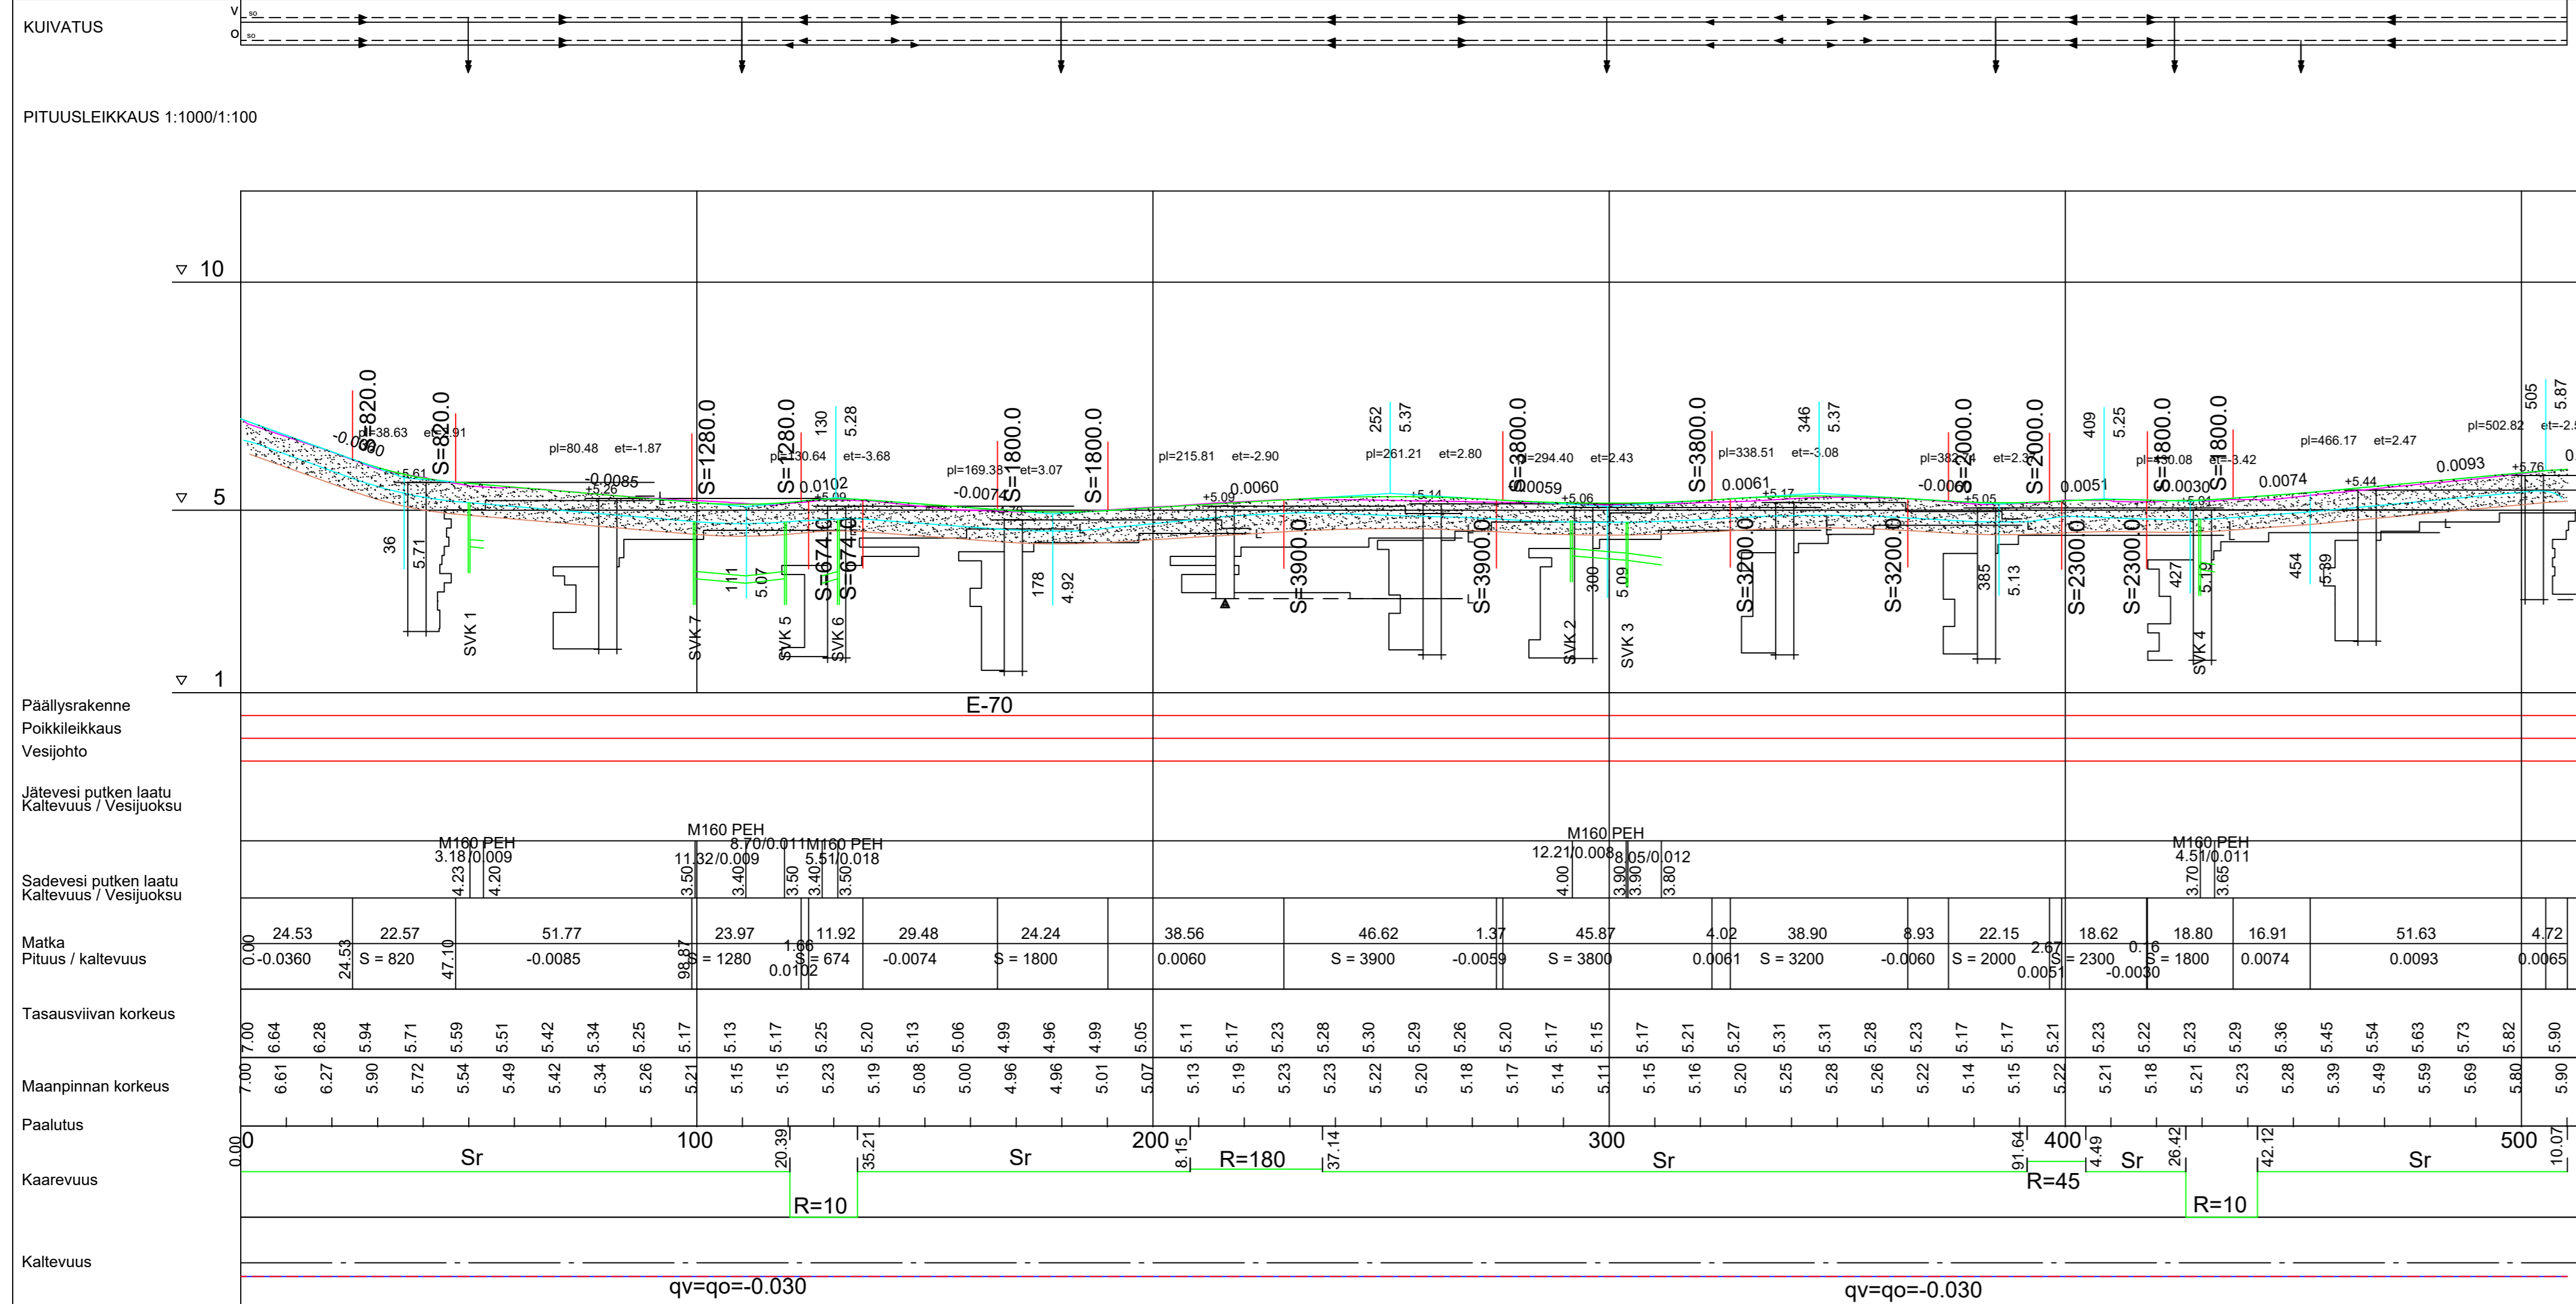 V so
KUIVATUS
O so
PITUUSLEIKKAUS 1:1000/1:100
10
5
1
S=820.0
S=820.0
S=1280.0
S=1280.0
130
5.28
S=1800.0
S=1800.0
252
5.37
S=3800.0
S=3800.0
346
5.37
S=2000.0
S=2000.0
409
5.25
S=1800.0
S=1800.0
505
5.87
pl=38.63
pl=80.48 et=-1.87
pl=130.64 et=-3.68
pl=169.38 et=3.07
pl=215.81 et=-2.90
pl=261.21 et=2.80
pl=294.40 et=2.43
pl=338.51 et=-3.08
pl=430.08 et=-3.42
pl=466.17 et=2.47
pl=502.82
-0.0085
0.0102
-0.0074
0.0060
-0.0059
0.0061
0.0051
-0.0030
0.0074
0.0093
+5.61
+5.26
+5.09
+5.09
+5.14
+5.06
+5.17
+5.05
+5.44
+5.76
36
5.71
111
5.07
S=674.0
S=674.0
178
4.92
S=3900.0
S=3900.0
300
5.09
S=3200.0
S=3200.0
385
5.13
S=2300.0
S=2300.0
427
5.19
454
5.39
SVK 1
SVK 7
SVK 5
SVK 6
SVK 2
SVK 3
SVK 4
Päällysrakenne
E-70
Poikkileikkaus
Vesijohto
Jätevesi putken laatu
Kaltevuus / Vesijuoksu
M160 PEH
3.18/0.009
4.23
4.20
M160 PEH
11.32/0.009
8.70/0.011
M160 PEH
5.51/0.018
3.50
3.40
3.50
3.40
3.50
M160 PEH
12.21/0.008
8.05/0.012
4.00
3.90
3.90
3.80
M160 PEH
4.51/0.011
3.70
3.65
Sadevesi putken laatu
Kaltevuus / Vesijuoksu
Matka
24.53 22.57 51.77 23.97 1.66 11.92 29.48 24.24 38.56 46.62 1.37 45.87 4.02 38.90 8.93 22.15 2.67 18.62 0.16 18.80 16.91 51.63 4.72
0.00 24.53 47.10 98.87
Pituus / kaltevuus
-0.0360 S = 820 -0.0085 S = 1280 0.0102 S = 674 -0.0074 S = 1800 0.0060 S = 3900 -0.0059 S = 3800 0.0061 S = 3200 -0.0060 S = 2000 0.0051 S = 2300 -0.0030 S = 1800 0.0074 0.0093 0.0065
Tasausviivan korkeus
7.00 6.64 6.28 5.94 5.71 5.59 5.51 5.42 5.34 5.25 5.17 5.13 5.17 5.25 5.20 5.13 5.06 4.99 4.96 4.99 5.05 5.11 5.17 5.23 5.28 5.30 5.29 5.26 5.20 5.17 5.15 5.17 5.21 5.27 5.31 5.31 5.28 5.23 5.17 5.17 5.21 5.23 5.22 5.23 5.29 5.36 5.45 5.54 5.63 5.73 5.82 5.90
Maanpinnan korkeus
7.00 6.61 6.27 5.90 5.72 5.54 5.49 5.42 5.34 5.26 5.21 5.15 5.15 5.23 5.19 5.08 5.00 4.96 4.96 5.01 5.07 5.13 5.19 5.23 5.23 5.22 5.20 5.18 5.17 5.14 5.11 5.15 5.16 5.20 5.25 5.28 5.26 5.22 5.14 5.15 5.22 5.21 5.18 5.21 5.23 5.28 5.39 5.49 5.59 5.69 5.80 5.90
Paalutus
0 100 200 300 400 500
0.00 20.39 35.21 8.15 37.14 91.64 4.49 26.42 42.12 10.07
Kaarevuus
Sr R=10 Sr R=180 Sr R=45 Sr R=10 Sr
Kaltevuus
qv=qo=-0.030 qv=qo=-0.030